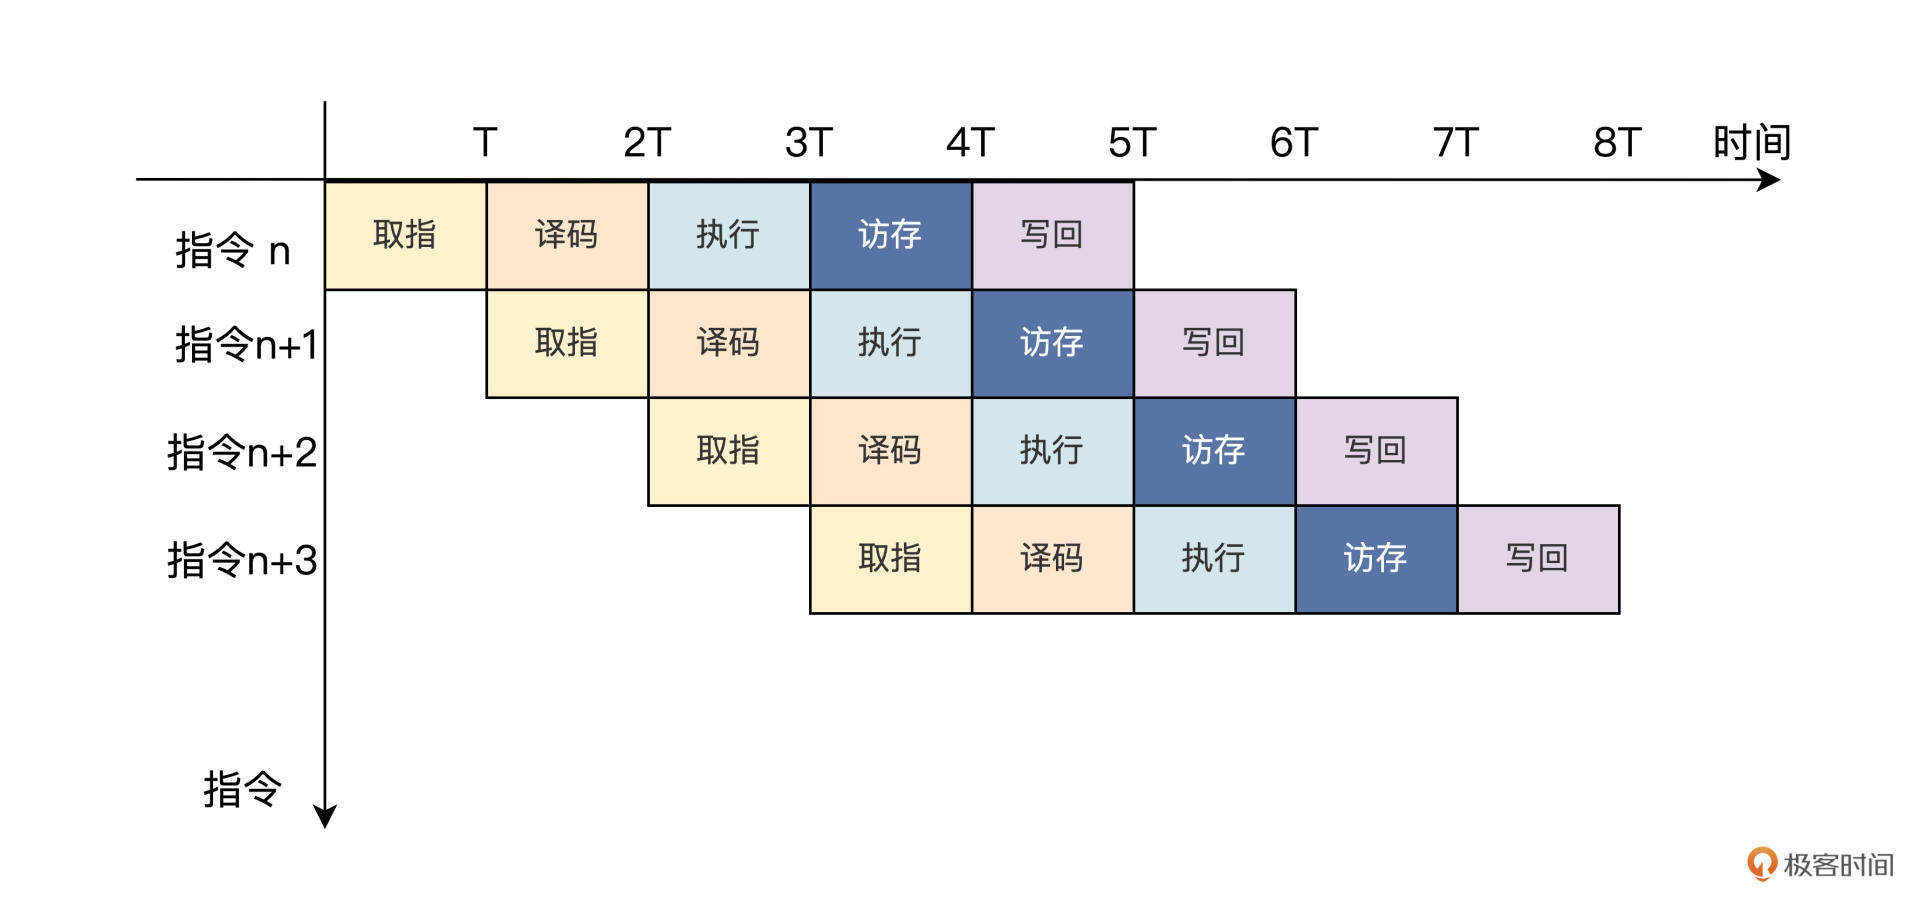 T 2T 3T 4T 5T 6T 7T 8T 时间
指令 n 取指 译码 执行 访存 写回
指令n+1 取指 译码 执行 访存 写回
指令n+2 取指 译码 执行 访存 写回
指令n+3 取指 译码 执行 访存 写回
指令
极客时间